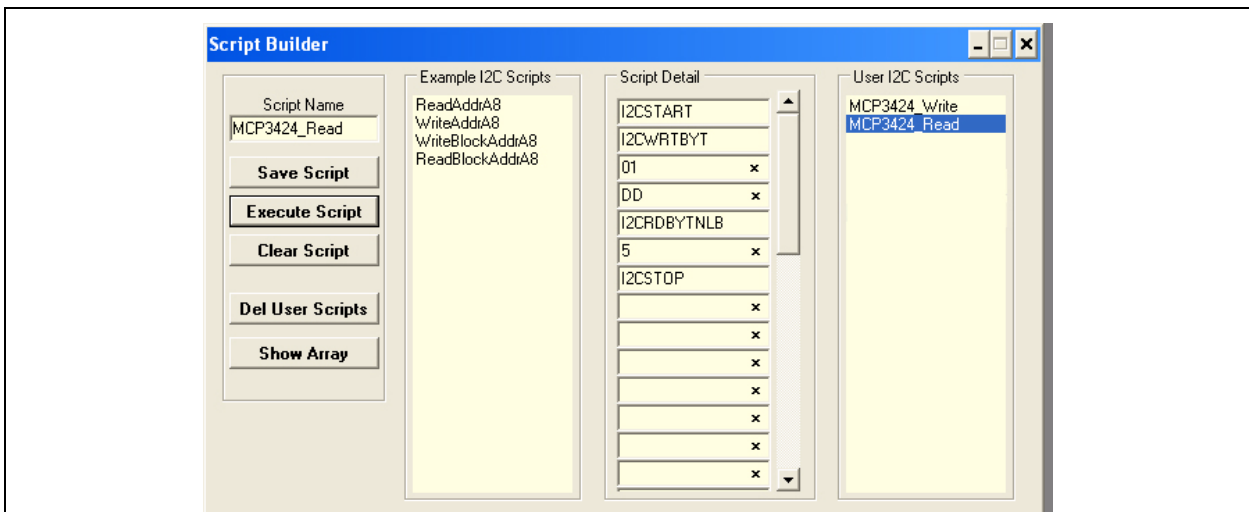 Script Builder
Script Name
MCP3424_Read
Save Script
Execute Script
Clear Script
Del User Scripts
Show Array
Example I2C Scripts
ReadAddrA8
WriteAddrA8
WriteBlockAddrA8
ReadBlockAddrA8
Script Detail
I2CSTART
I2CWRTBYT
01 x
DD x
I2CRDBYTNLB
5 x
I2CSTOP
x
x
x
x
x
x
x
User I2C Scripts
MCP3424_Write
MCP3424_Read